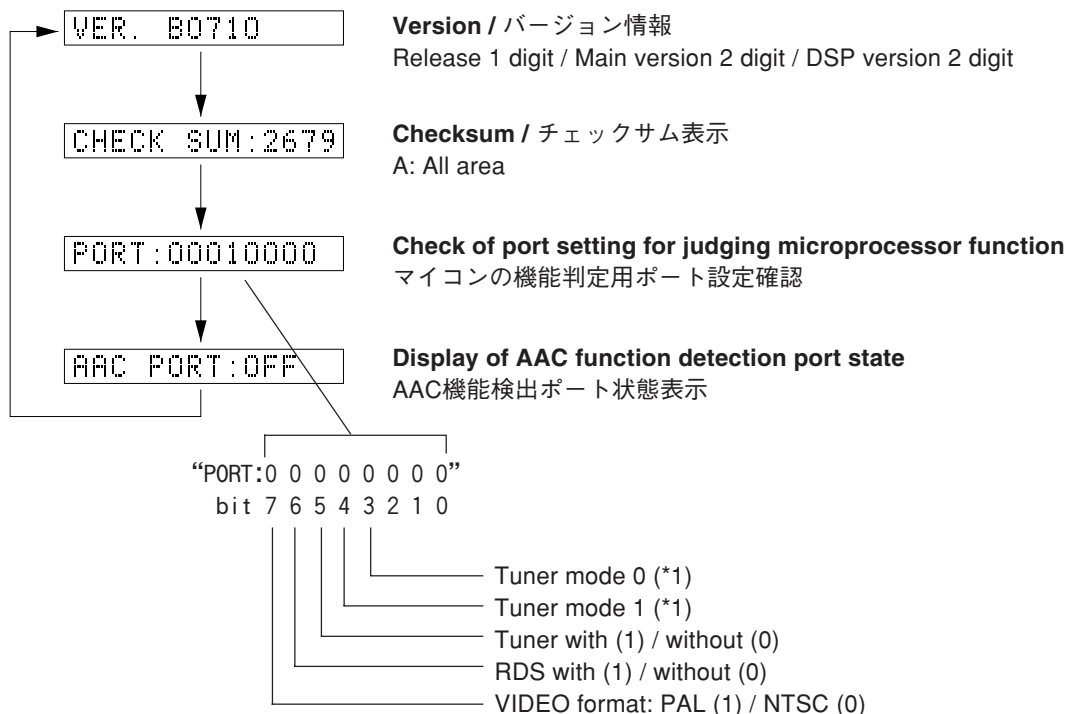 VER. B0710
Version / バージョン情報
Release 1 digit / Main version 2 digit / DSP version 2 digit
CHECK SUM:2679
Checksum / チェックサム表示
A: All area
PORT:00010000
Check of port setting for judging microprocessor function
マイコンの機能判定用ポート設定確認
AAC PORT:OFF
Display of AAC function detection port state
AAC機能検出ポート状態表示
“PORT:0 0 0 0 0 0 0 0”
bit 7 6 5 4 3 2 1 0
Tuner mode 0 (*1)
Tuner mode 1 (*1)
Tuner with (1) / without (0)
RDS with (1) / without (0)
VIDEO format: PAL (1) / NTSC (0)